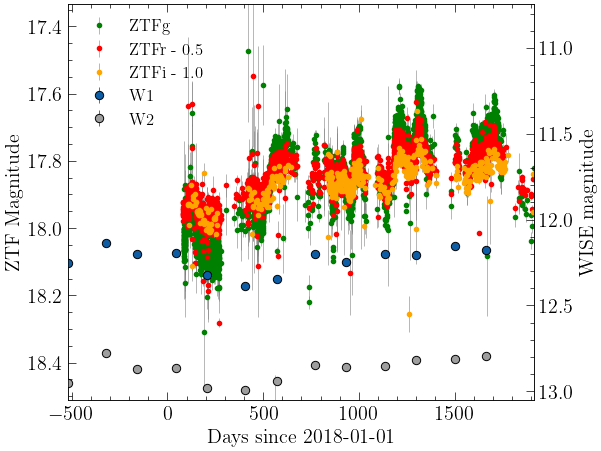 ZTFg
ZTFr - 0.5
ZTFi - 1.0
W1
W2
17.4
17.6
17.8
18.0
18.2
18.4
ZTF Magnitude
11.0
11.5
12.0
12.5
13.0
WISE magnitude
−500
0
500
1000
1500
Days since 2018-01-01